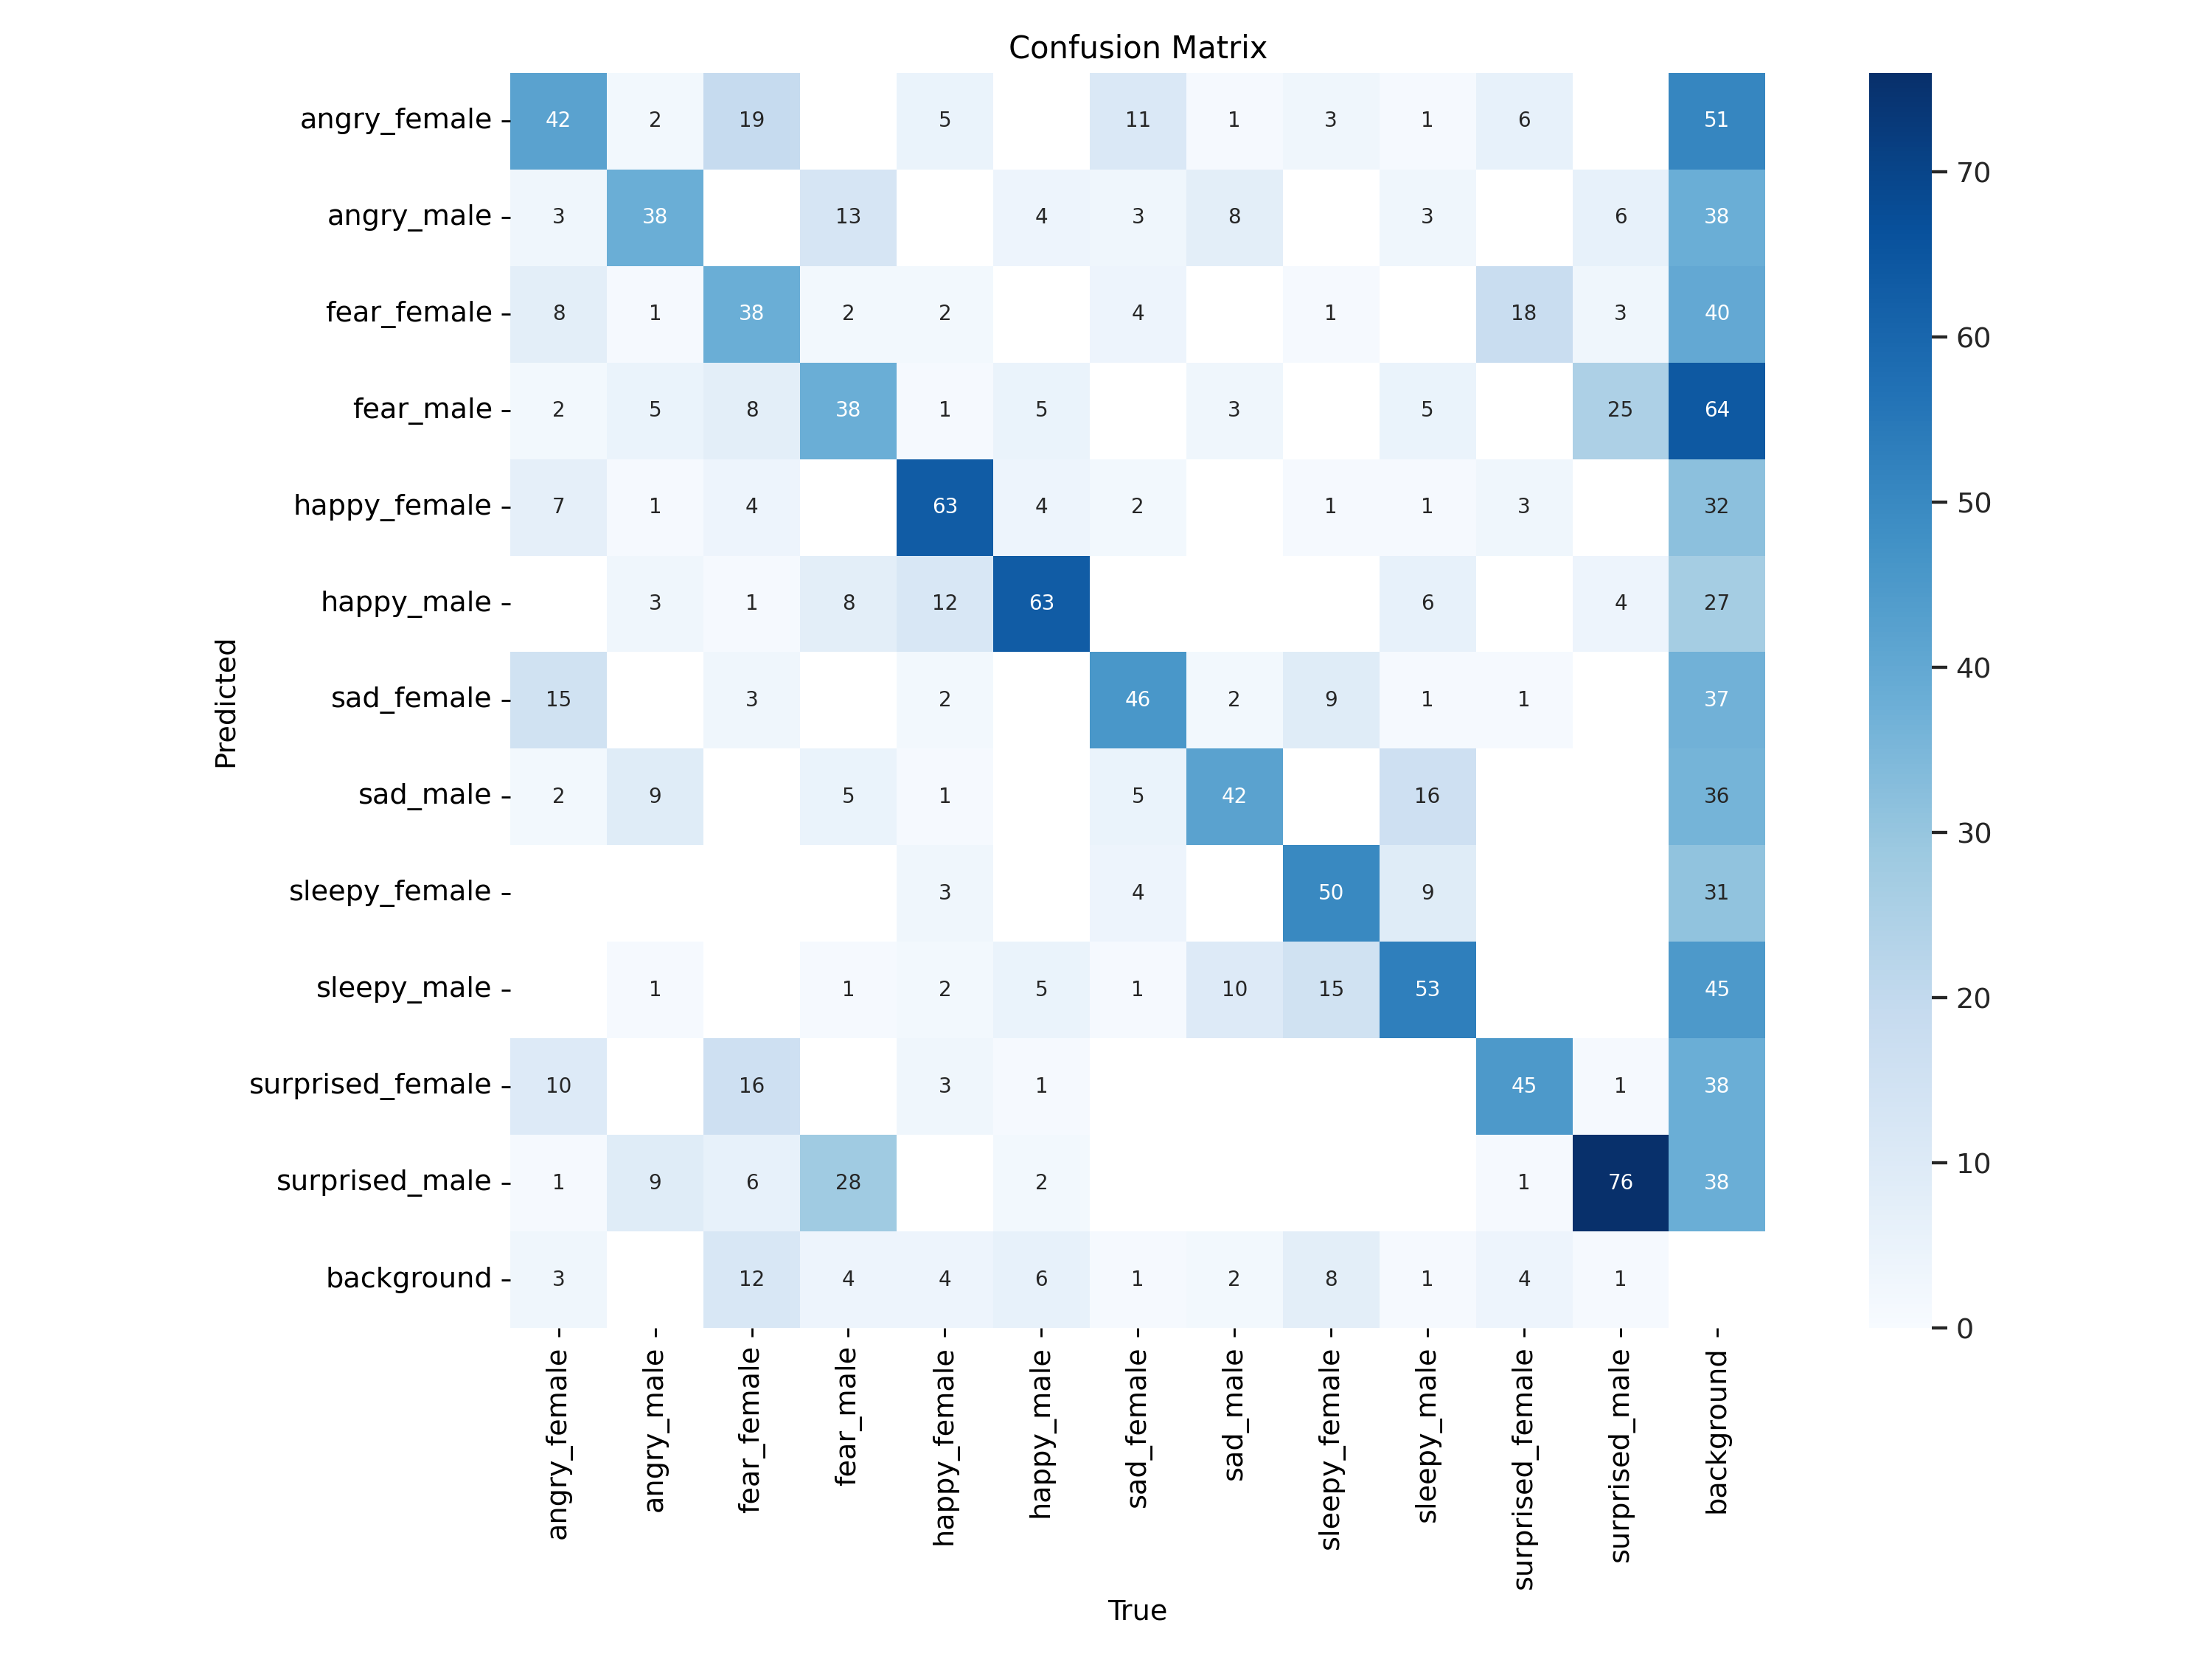 Confusion Matrix
angry_female 42 2 19 5 11 1 3 1 6 51
angry_male 3 38 13 4 3 8 3 6 38
fear_female 8 1 38 2 2 4 1 18 3 40
fear_male 2 5 8 38 1 5 3 5 25 64
happy_female 7 1 4 63 4 2 1 1 3 32
happy_male 3 1 8 12 63 6 4 27
sad_female 15 3 2 46 2 9 1 1 37
sad_male 2 9 5 1 5 42 16 36
sleepy_female 3 4 50 9 31
sleepy_male 1 1 2 5 1 10 15 53 45
surprised_female 10 16 3 1 45 1 38
surprised_male 1 9 6 28 2 1 76 38
background 3 12 4 4 6 1 2 8 1 4 1
angry_female
angry_male
fear_female
fear_male
happy_female
happy_male
sad_female
sad_male
sleepy_female
sleepy_male
surprised_female
surprised_male
background
True
Predicted
70
60
50
40
30
20
10
0